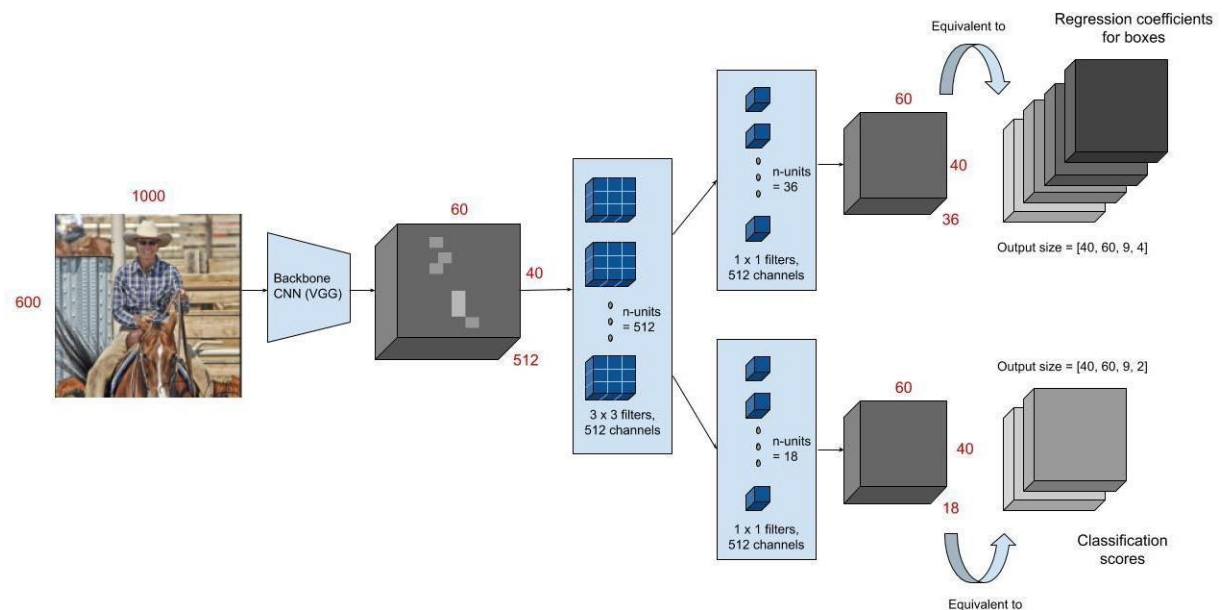 1000
600
Backbone
CNN (VGG)
60
40
512
n-units
= 512
3 x 3 filters,
512 channels
n-units
= 36
1 x 1 filters,
512 channels
60
40
36
Equivalent to
Regression coefficients
for boxes
Output size = [40, 60, 9, 4]
n-units
= 18
1 x 1 filters,
512 channels
60
40
18
Output size = [40, 60, 9, 2]
Classification
scores
Equivalent to